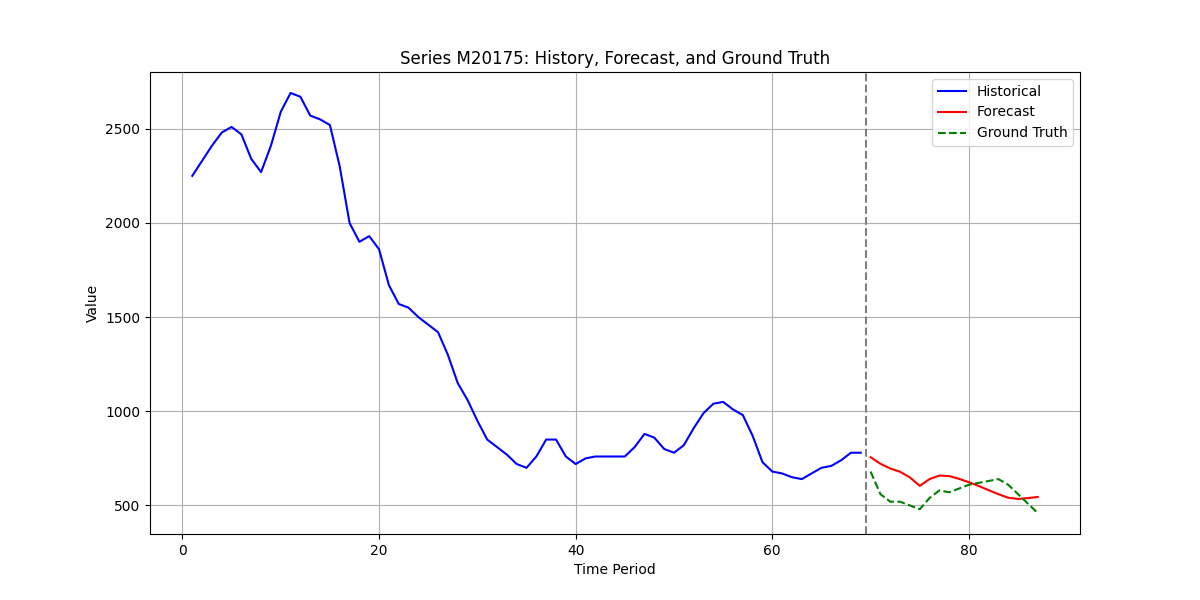 Series M20175: History, Forecast, and Ground Truth
Historical
Forecast
Ground Truth
2500
2000
1500
1000
500
Value
0
20
40
60
80
Time Period